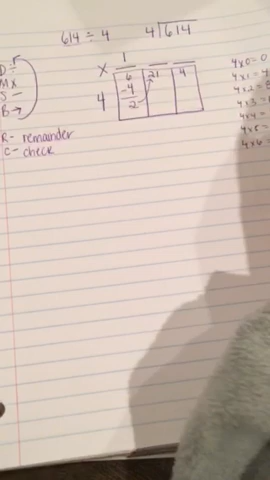 614 ÷ 4 4⟌614
D ÷
M x
S -
B →
x 1 _ _
4 6 21 4
-4
2
4x0=0
4x1=4
4x2=8
4x3=
4x4=
4x5=
4x6=
R- remainder
C- check